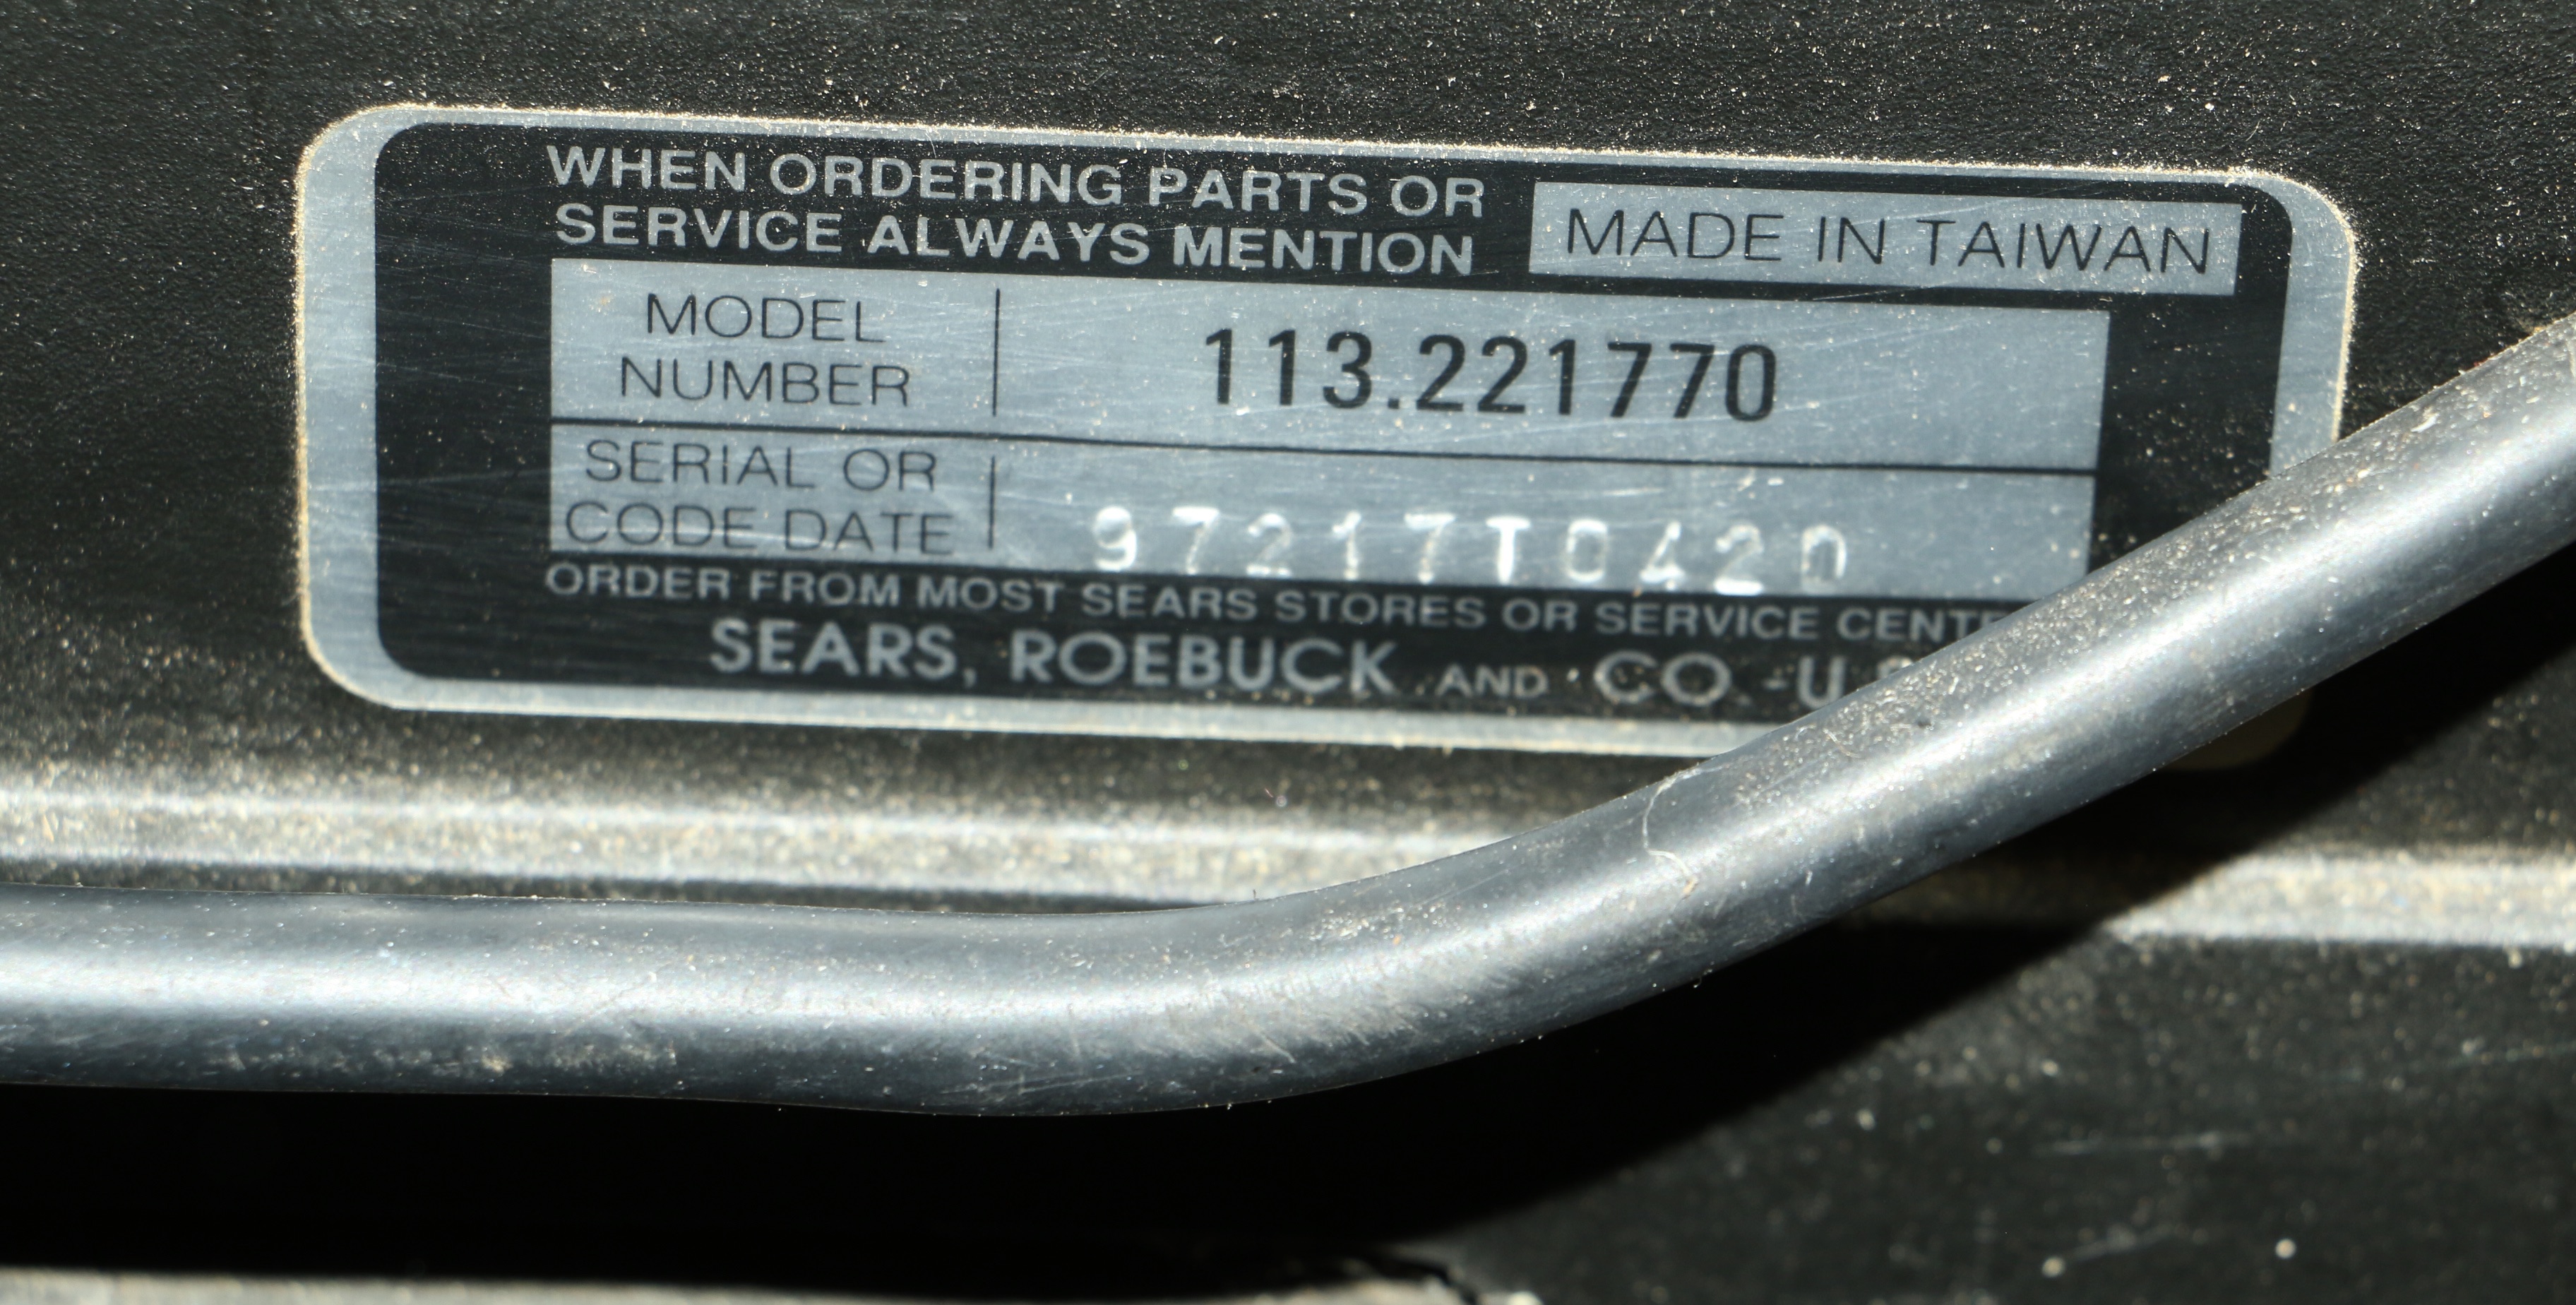 WHEN ORDERING PARTS OR
SERVICE ALWAYS MENTION
MADE IN TAIWAN
MODEL
NUMBER
113.221770
SERIAL OR
CODE DATE
97217T0420
ORDER FROM MOST SEARS STORES OR SERVICE
SEARS, ROEBUCK AND CO.